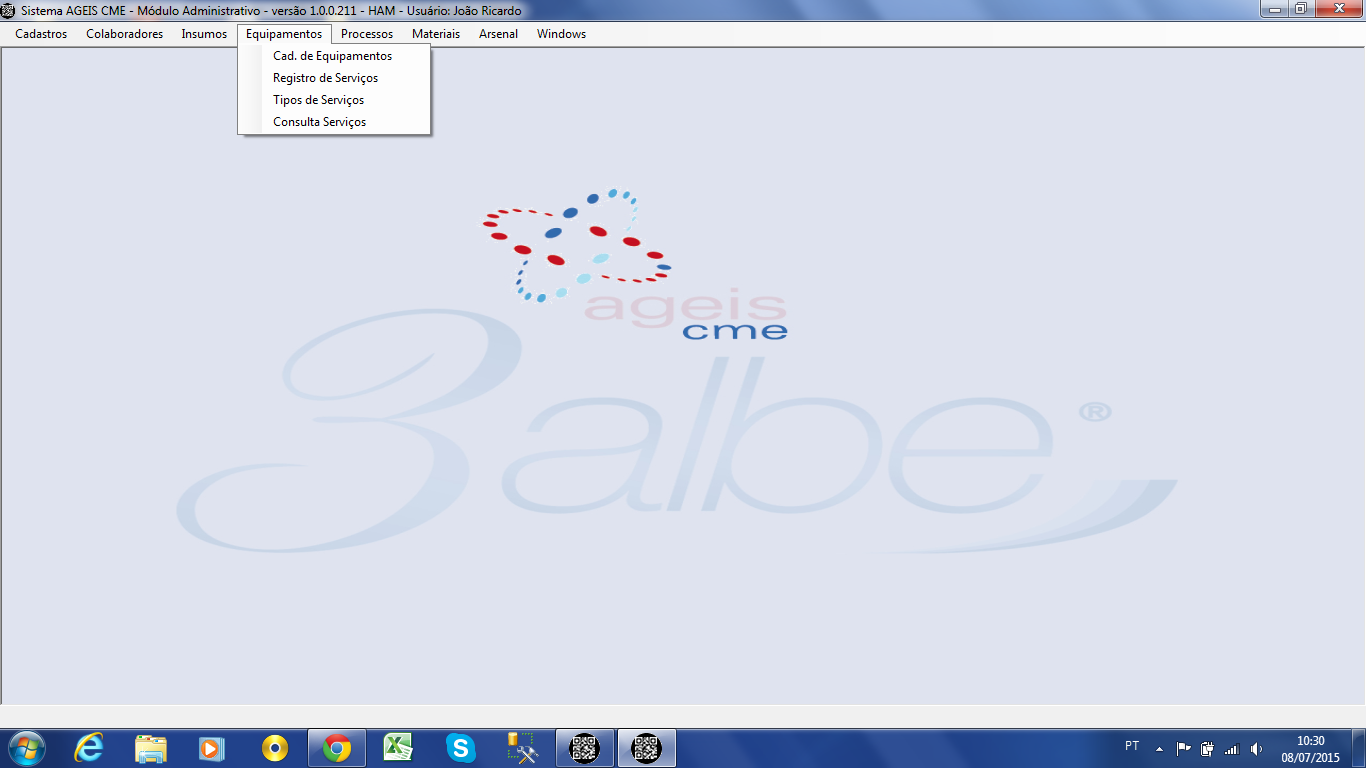 Sistema AGEIS CME - Módulo Administrativo - versão 1.0.0.211 - HAM - Usuário: João Ricardo
Cadastros Colaboradores Insumos Equipamentos Processos Materiais Arsenal Windows
Cad. de Equipamentos
Registro de Serviços
Tipos de Serviços
Consulta Serviços
ageis
cme
3albe ®
PT 10:30
08/07/2015